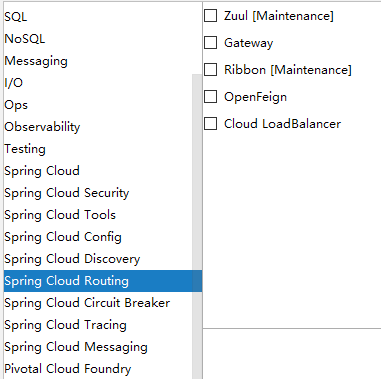 SQL
NoSQL
Messaging
I/O
Ops
Observability
Testing
Spring Cloud
Spring Cloud Security
Spring Cloud Tools
Spring Cloud Config
Spring Cloud Discovery
Spring Cloud Routing
Spring Cloud Circuit Breaker
Spring Cloud Tracing
Spring Cloud Messaging
Pivotal Cloud Foundry
Zuul [Maintenance]
Gateway
Ribbon [Maintenance]
OpenFeign
Cloud LoadBalancer